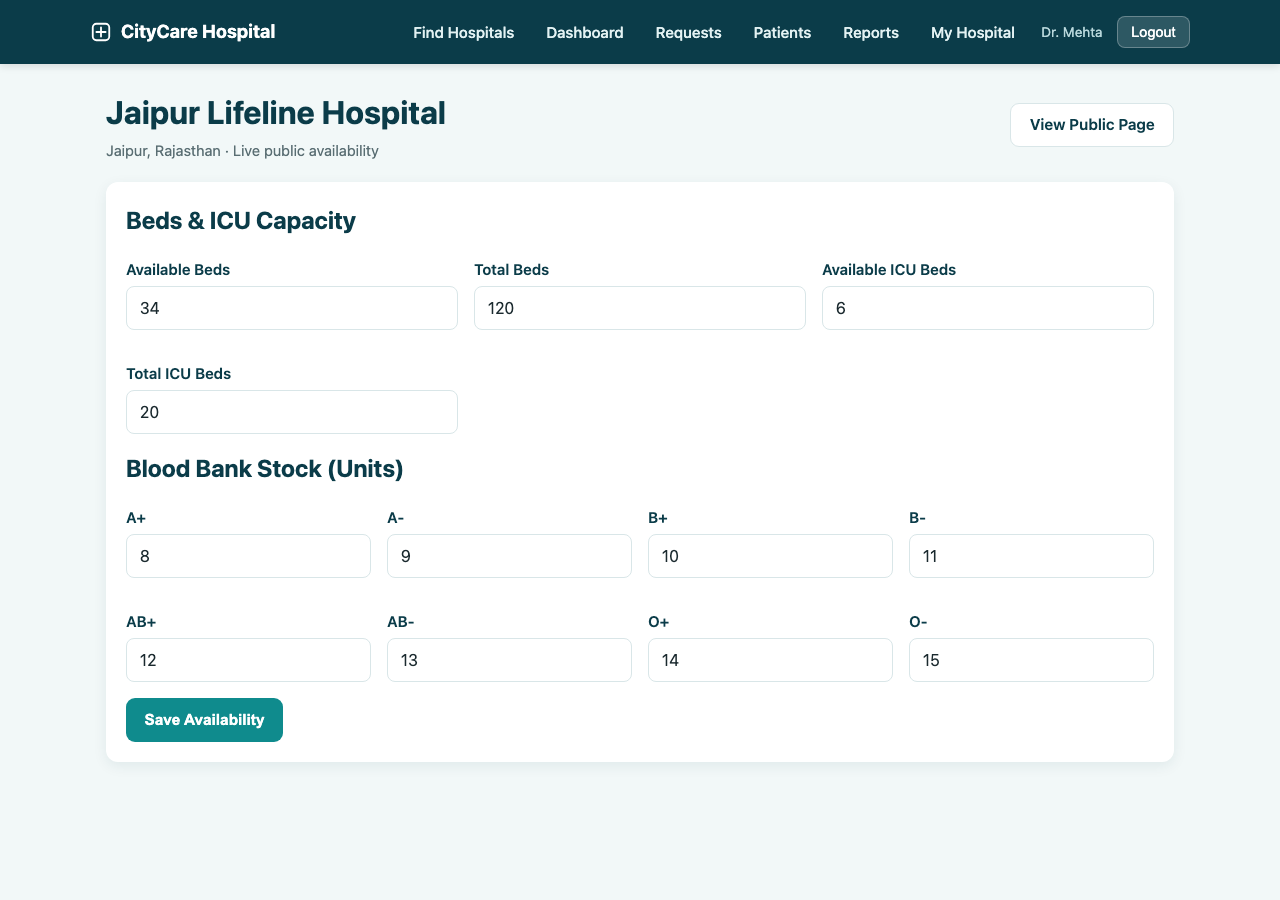 CityCare Hospital
Find Hospitals Dashboard Requests Patients Reports My Hospital Dr. Mehta Logout
Jaipur Lifeline Hospital
View Public Page
Jaipur, Rajasthan · Live public availability
Beds & ICU Capacity
Available Beds Total Beds Available ICU Beds
34 120 6
Total ICU Beds
20
Blood Bank Stock (Units)
A+ A- B+ B-
8 9 10 11
AB+ AB- O+ O-
12 13 14 15
Save Availability